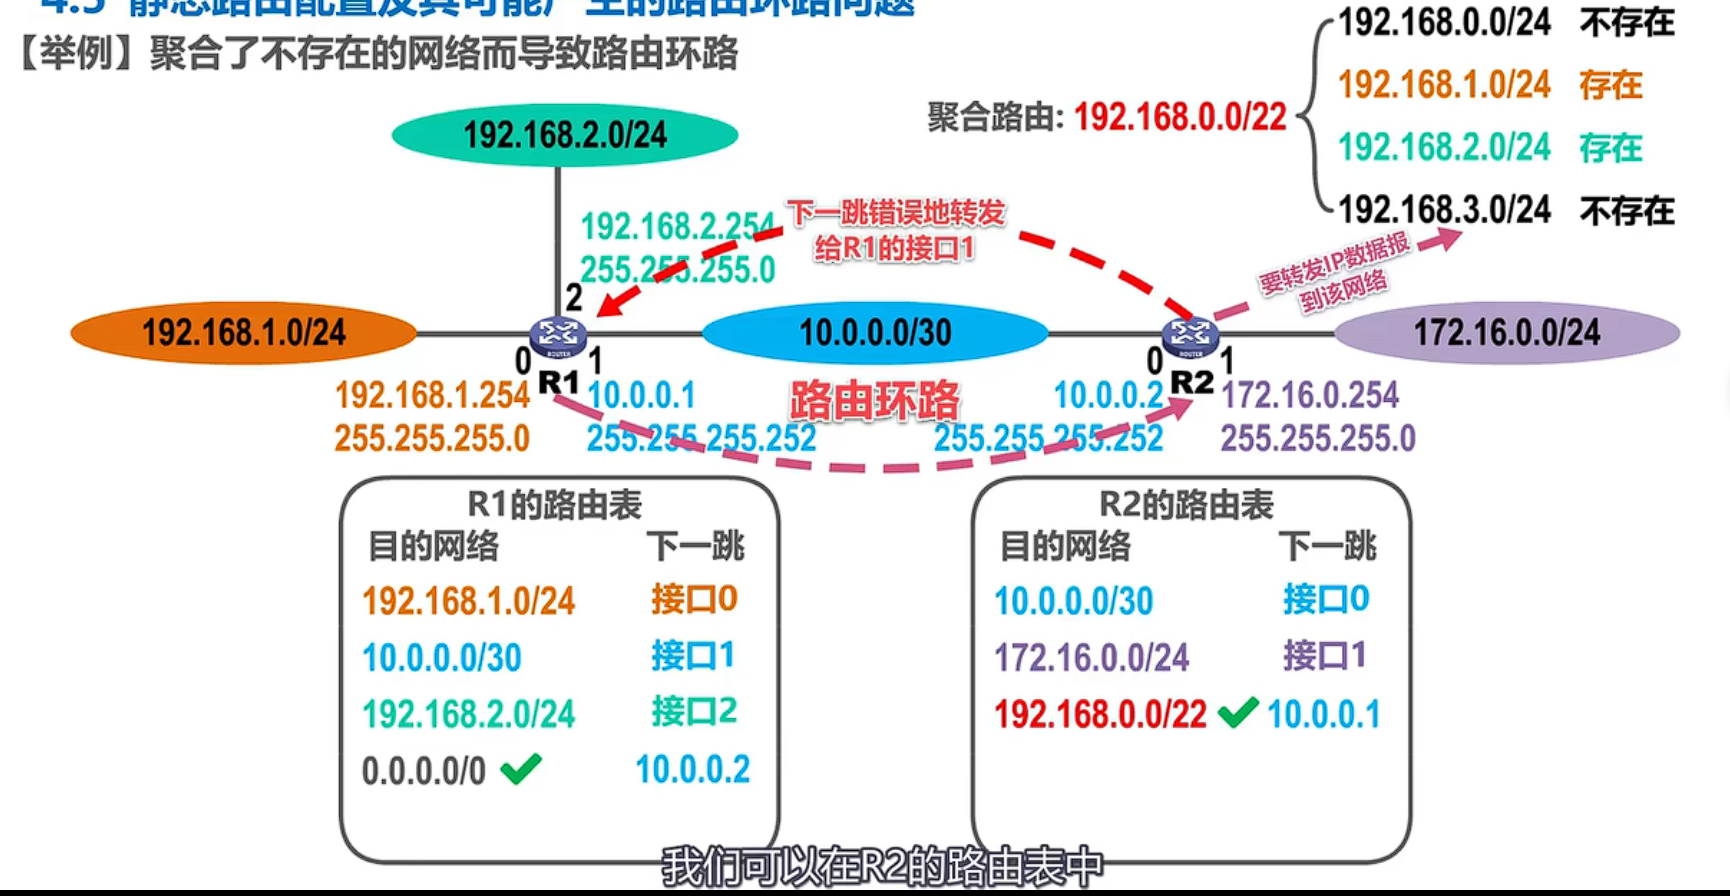 4.5 静态路由配置及其可能产生的路由环路问题
【举例】聚合了不存在的网络而导致路由环路
聚合路由: 192.168.0.0/22
192.168.0.0/24 不存在
192.168.1.0/24 存在
192.168.2.0/24 存在
192.168.3.0/24 不存在
192.168.2.0/24
192.168.2.254
255.255.255.0
下一跳错误地转发
给R1的接口1
要转发IP数据报
到该网络
192.168.1.0/24
2
0
1
ROUTER
R1
10.0.0.0/30
0
1
ROUTER
R2
172.16.0.0/24
192.168.1.254
255.255.255.0
10.0.0.1
255.255.255.252
路由环路
10.0.0.2
255.255.255.252
172.16.0.254
255.255.255.0
R1的路由表
目的网络 下一跳
192.168.1.0/24 接口0
10.0.0.0/30 接口1
192.168.2.0/24 接口2
0.0.0.0/0 10.0.0.2
R2的路由表
目的网络 下一跳
10.0.0.0/30 接口0
172.16.0.0/24 接口1
192.168.0.0/22 10.0.0.1
我们可以在R2的路由表中